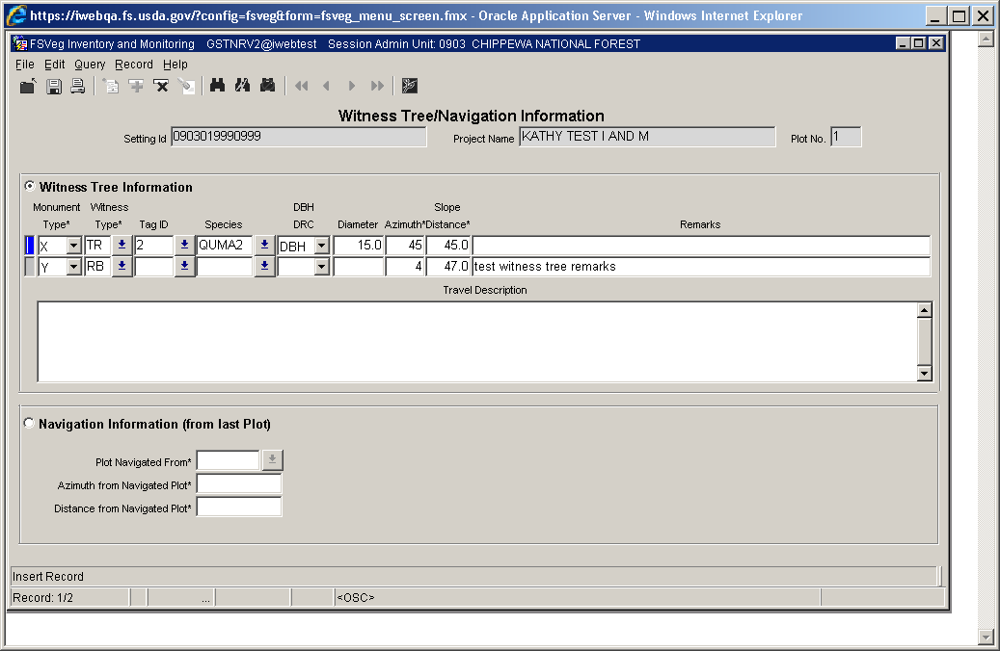 https://iwebqa.fs.usda.gov/?config=fsveg&form=fsveg_menu_screen.fmx - Oracle Application Server - Windows Internet Explorer
FSVeg Inventory and Monitoring GSTNRV2@iwebtest Session Admin Unit: 0903 CHIPPEWA NATIONAL FOREST
File Edit Query Record Help
Witness Tree/Navigation Information
Setting Id 0903019990999 Project Name KATHY TEST I AND M Plot No. 1
Witness Tree Information
Monument Witness DBH Slope
Type* Type* Tag ID Species DRC Diameter Azimuth* Distance* Remarks
X TR 2 QUMA2 DBH 15.0 45 45.0
Y RB 4 47.0 test witness tree remarks
Travel Description
Navigation Information (from last Plot)
Plot Navigated From*
Azimuth from Navigated Plot*
Distance from Navigated Plot*
Insert Record
Record: 1/2 ... <OSC>